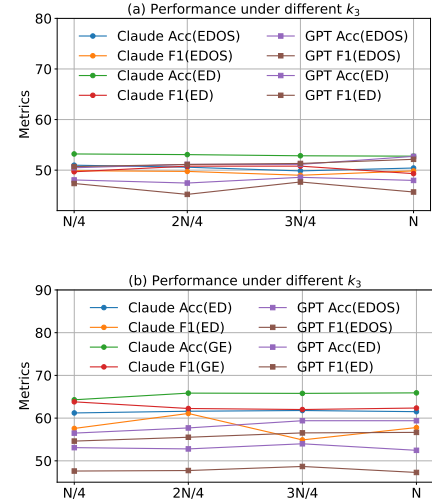 (a) Performance under different k3
80
70
60
50
Metrics
Claude Acc(EDOS)
Claude F1(EDOS)
Claude Acc(ED)
Claude F1(ED)
GPT Acc(EDOS)
GPT F1(EDOS)
GPT Acc(ED)
GPT F1(ED)
N/4 2N/4 3N/4 N
(b) Performance under different k3
90
80
70
60
50
Metrics
Claude Acc(ED)
Claude F1(ED)
Claude Acc(GE)
Claude F1(GE)
GPT Acc(EDOS)
GPT F1(EDOS)
GPT Acc(ED)
GPT F1(ED)
N/4 2N/4 3N/4 N